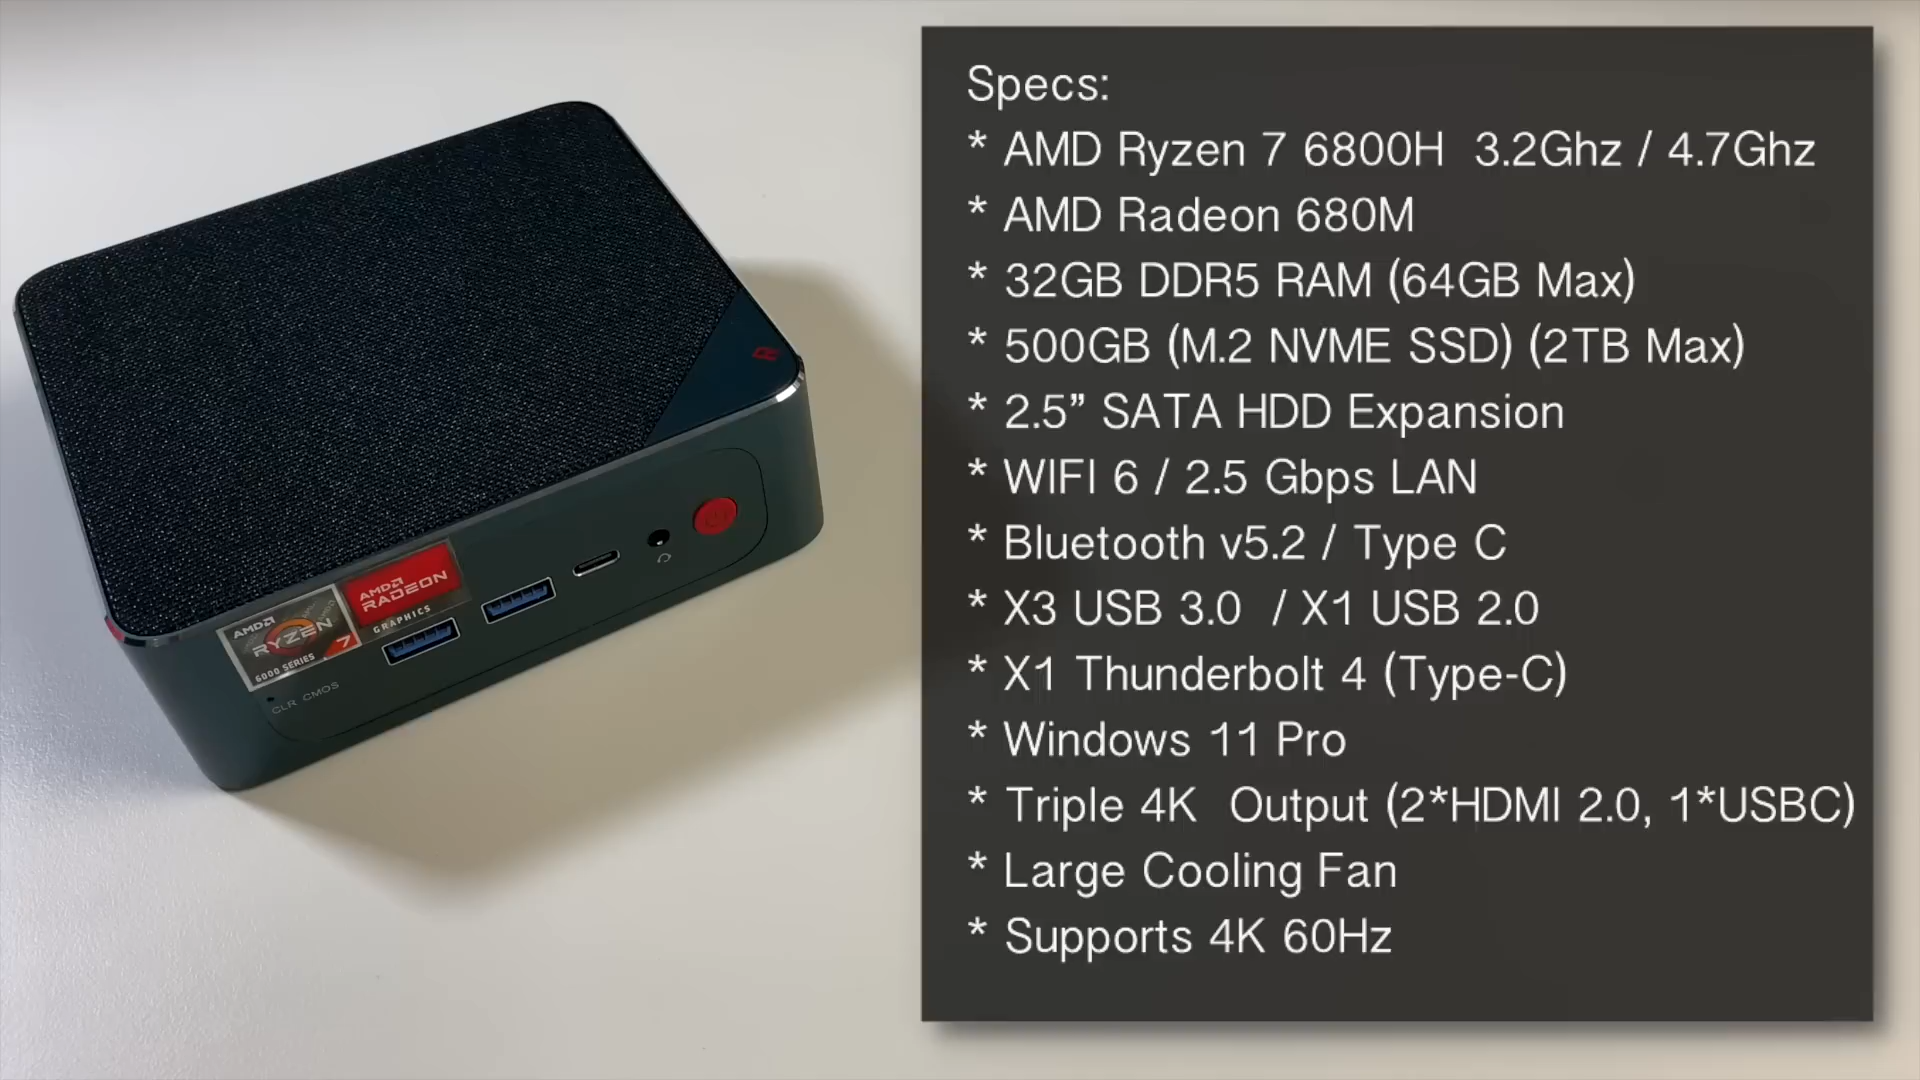 Specs:
* AMD Ryzen 7 6800H 3.2Ghz / 4.7Ghz
* AMD Radeon 680M
* 32GB DDR5 RAM (64GB Max)
* 500GB (M.2 NVME SSD) (2TB Max)
* 2.5” SATA HDD Expansion
* WIFI 6 / 2.5 Gbps LAN
* Bluetooth v5.2 / Type C
* X3 USB 3.0 / X1 USB 2.0
* X1 Thunderbolt 4 (Type-C)
* Windows 11 Pro
* Triple 4K Output (2*HDMI 2.0, 1*USBC)
* Large Cooling Fan
* Supports 4K 60Hz
AMD
RYZEN
7
6000 SERIES
AMD
RADEON
GRAPHICS
CLR CMOS